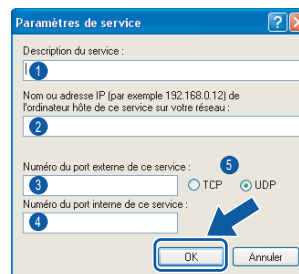 Paramètres de service
Description du service :
1
Nom ou adresse IP (par exemple 192.168.0.12) de
l'ordinateur hôte de ce service sur votre réseau :
2
Numéro du port externe de ce service : 5
3 TCP UDP
Numéro du port interne de ce service :
4
OK Annuler